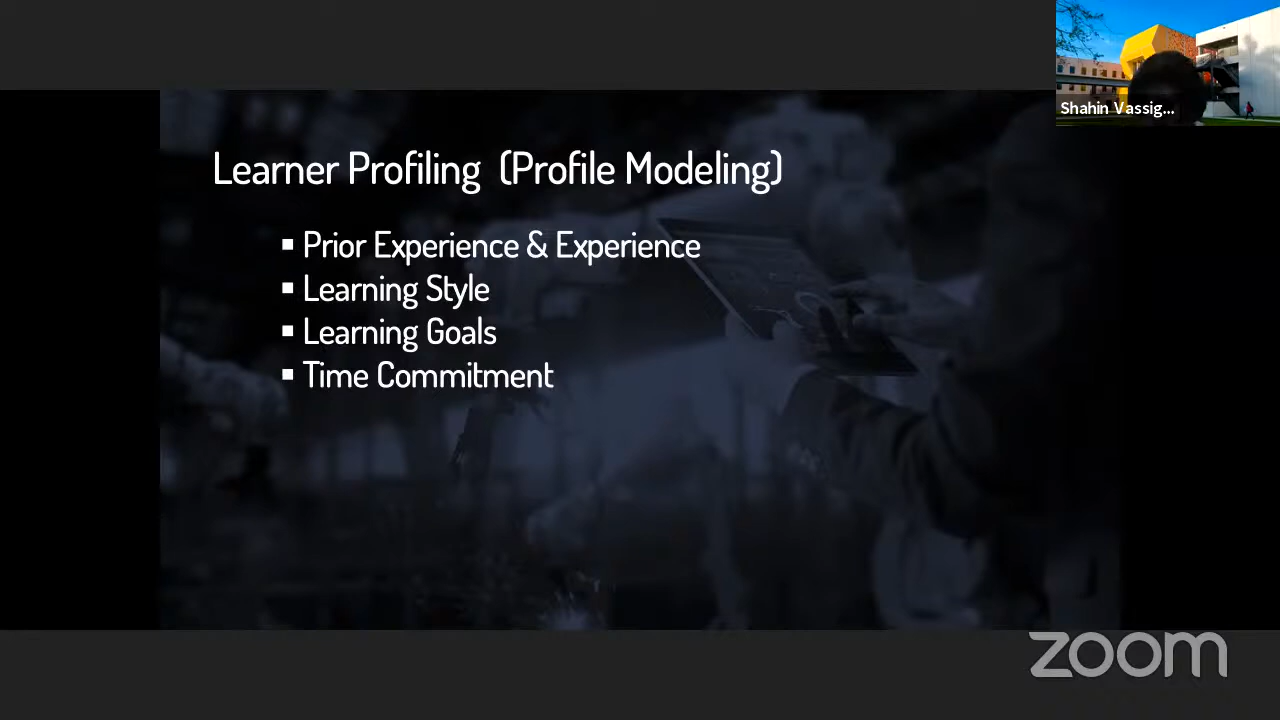 Shahin Vassig...
Learner Profiling (Profile Modeling)
▪ Prior Experience & Experience
▪ Learning Style
▪ Learning Goals
▪ Time Commitment
zoom